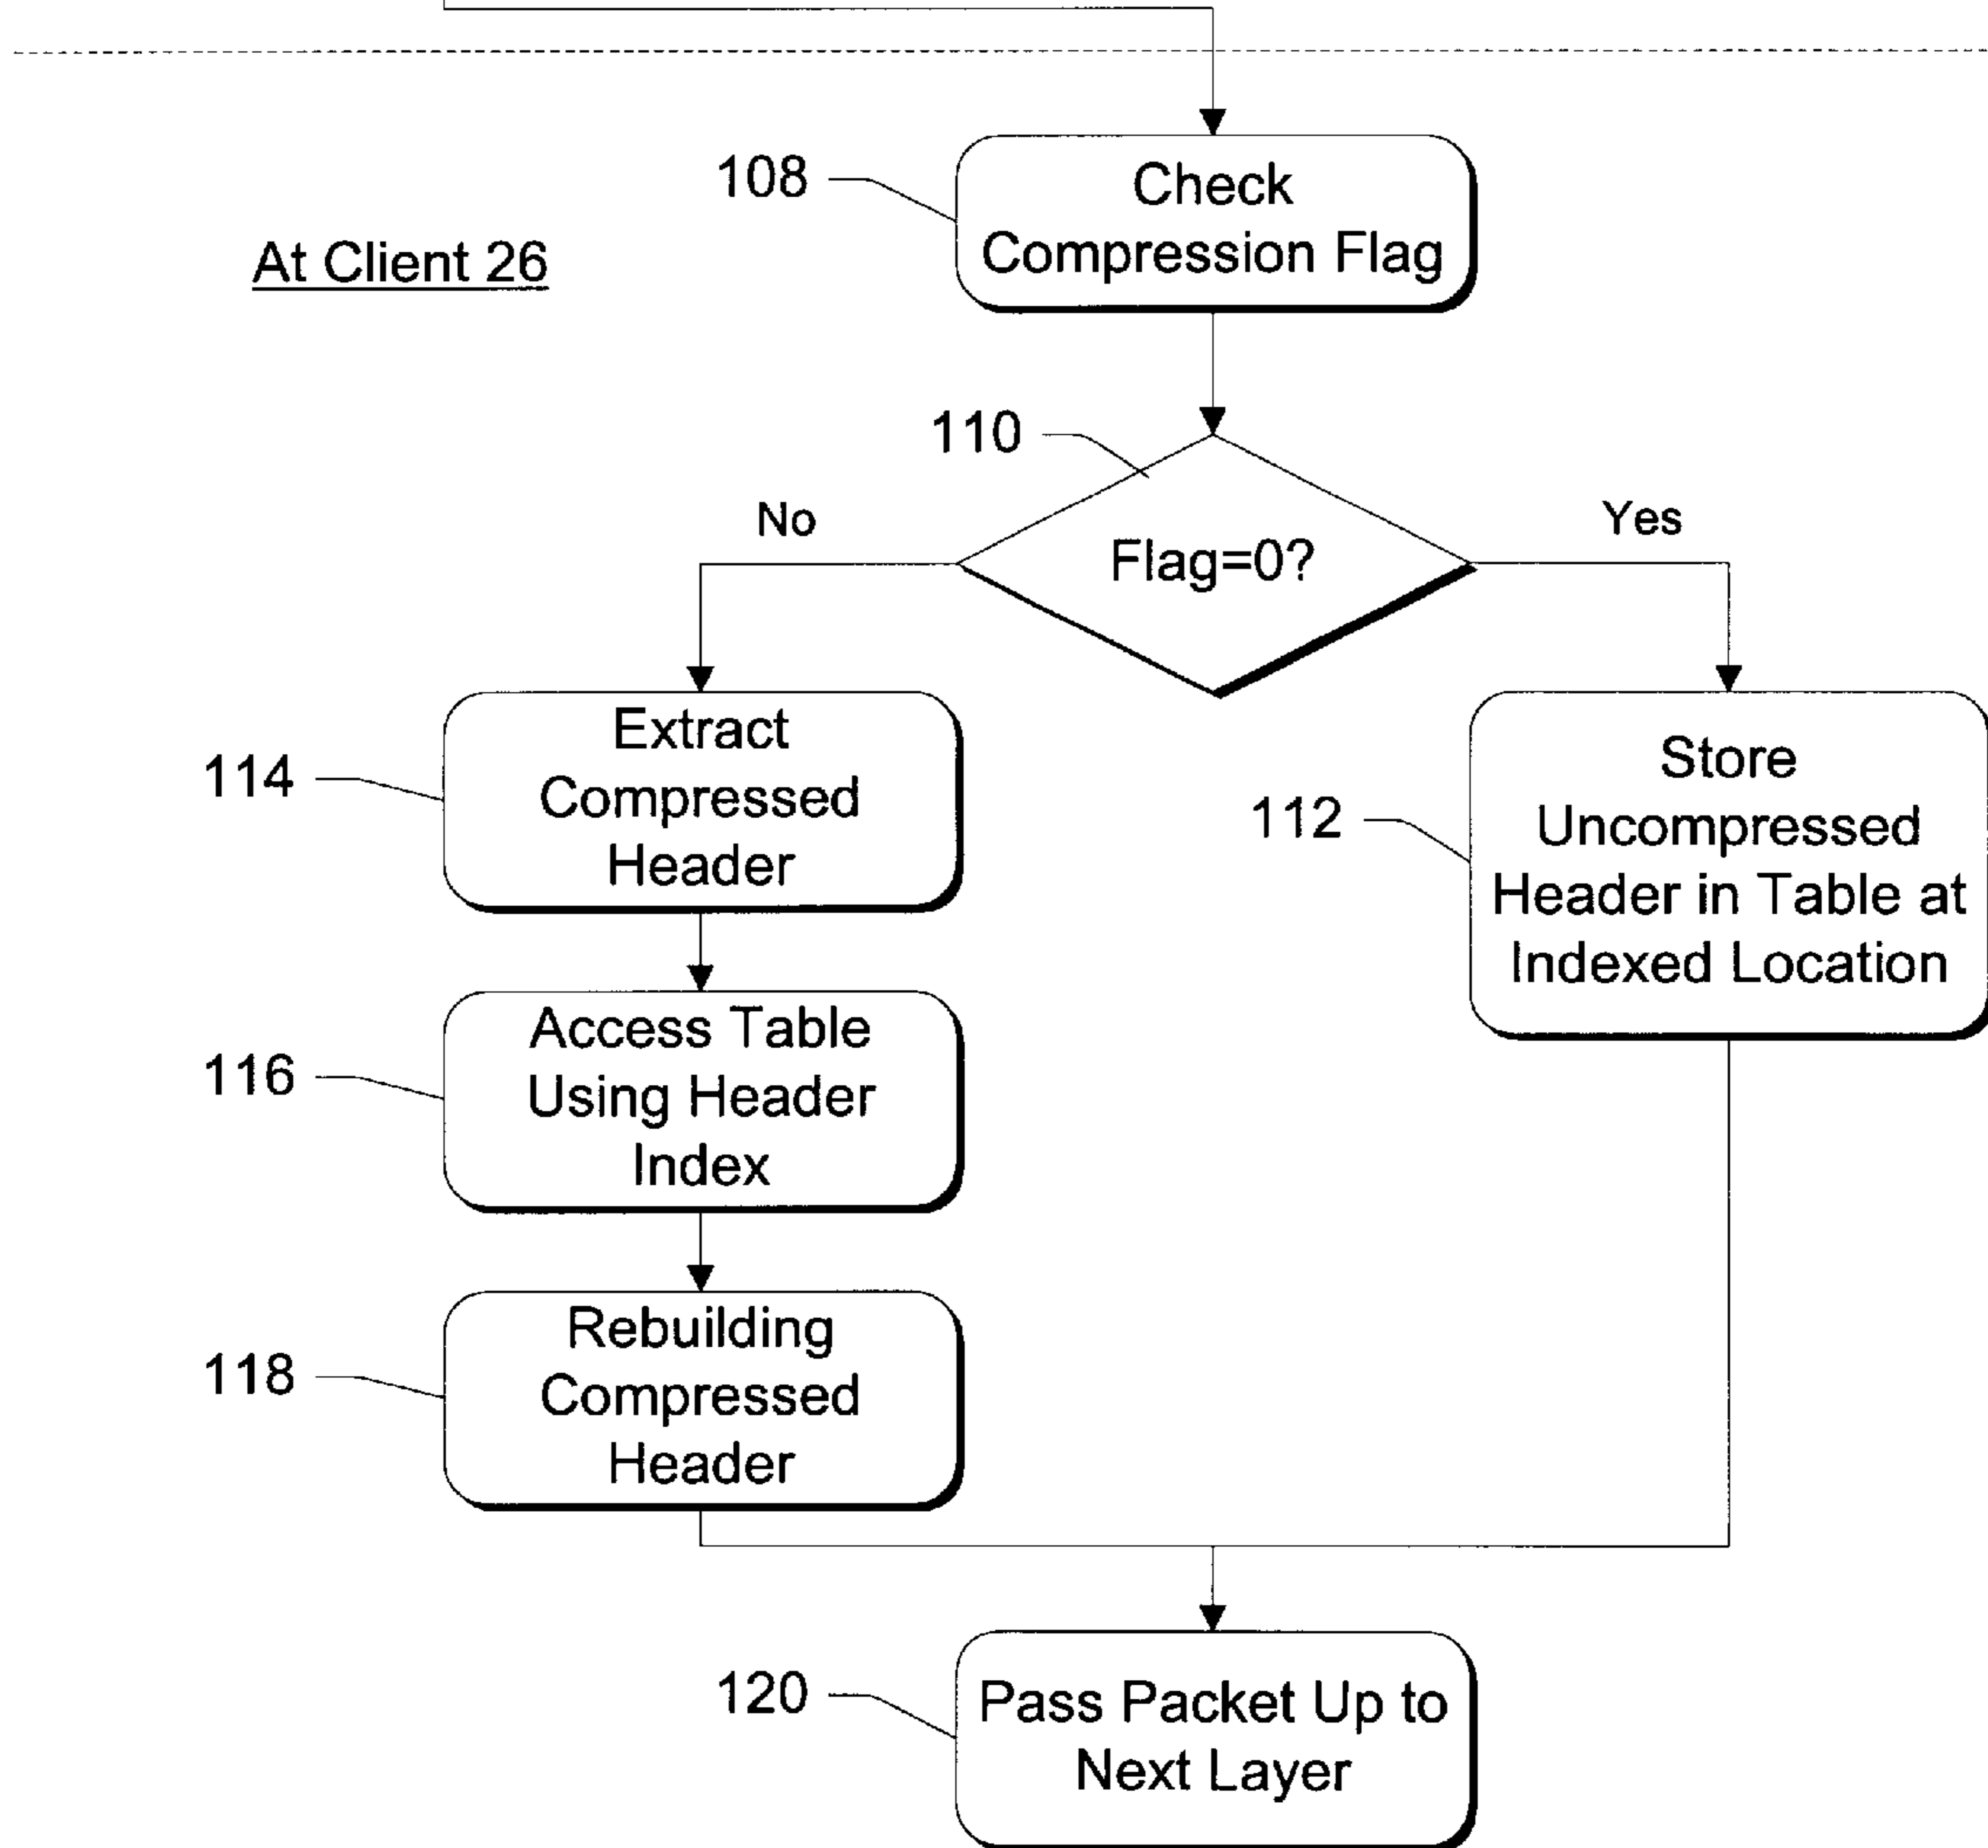 108
Check
Compression Flag
At Client 26
110
No
Yes
Flag=0?
114
Extract
Compressed
Header
112
Store
Uncompressed
Header in Table at
Indexed Location
116
Access Table
Using Header
Index
118
Rebuilding
Compressed
Header
120
Pass Packet Up to
Next Layer